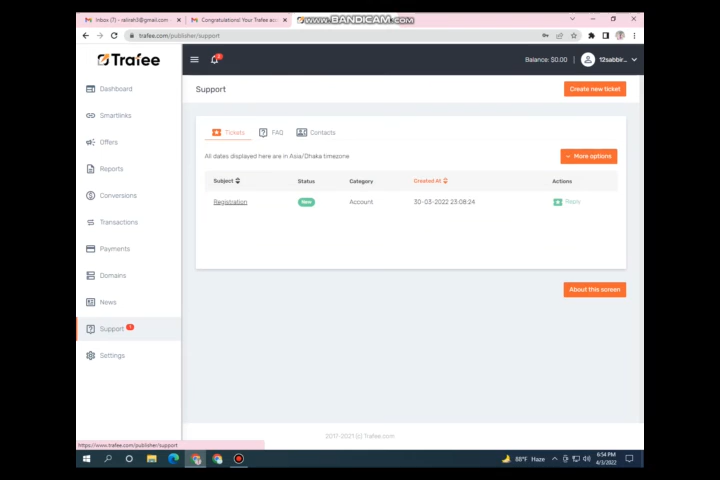 Inbox (7) - ralirah3@gmail.com
Congratulations! Your Trafee acc
WWW.BANDICAM.COM
trafee.com/publisher/support
Trafee
Balance: $0.00
12sabbir...
Dashboard
Smartlinks
Offers
Reports
Conversions
Transactions
Payments
Domains
News
Support
1
Settings
Support
Create new ticket
Tickets
FAQ
Contacts
All dates displayed here are in Asia/Dhaka timezone
More options
Subject
Status
Category
Created At
Actions
Registration
New
Account
30-03-2022 23:08:24
About this screen
2017-2021 (c) Trafee.com
https://www.trafee.com/publisher/support
88°F Haze
6:54 PM
4/3/2022